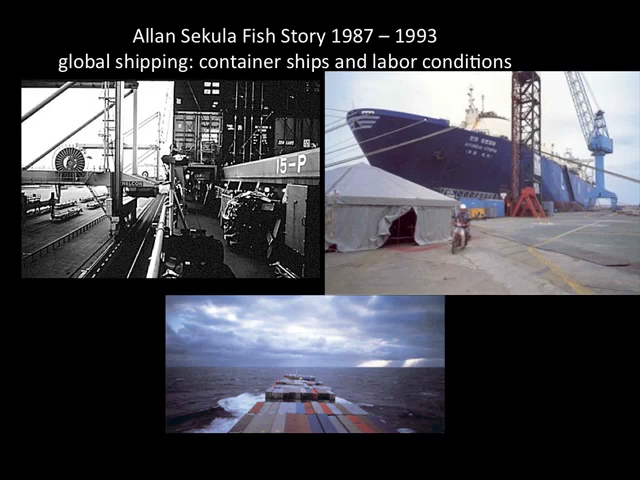 Allan Sekula Fish Story 1987 – 1993
global shipping: container ships and labor conditions
15-P